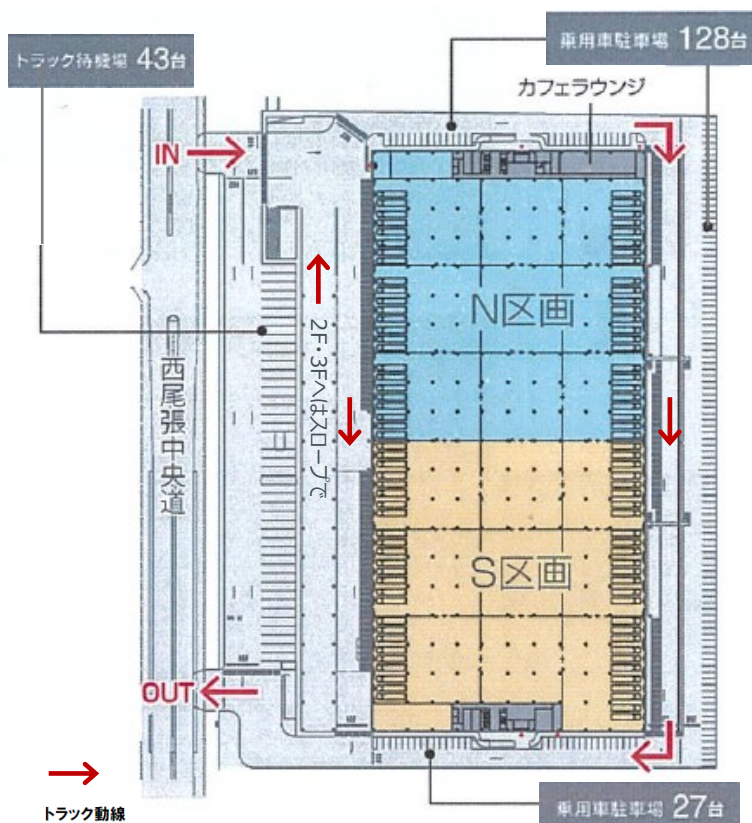 乗用車駐車場 128台
トラック待機場 43台
カフェラウンジ
IN
N区画
2F・3Fへはスロープで
西尾張中央道
S区画
OUT
トラック動線
乗用車駐車場 27台